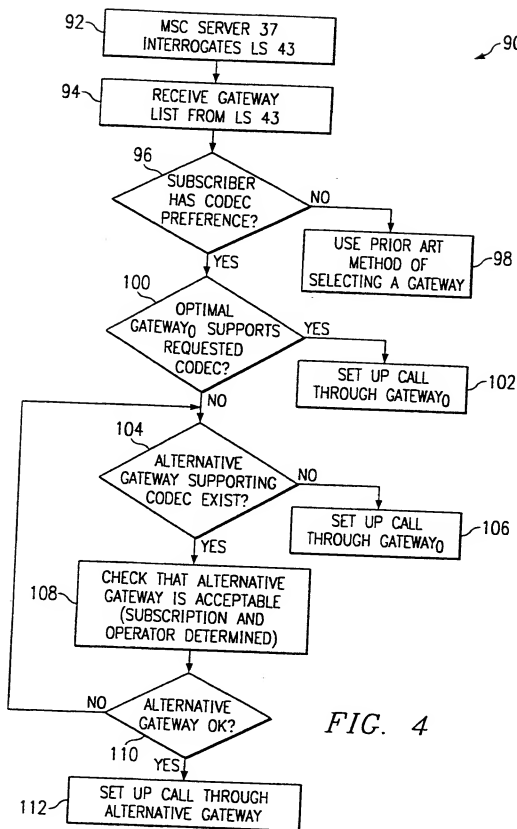 92
MSC SERVER 37
INTERROGATES LS 43
90
94
RECEIVE GATEWAY
LIST FROM LS 43
96
SUBSCRIBER
HAS CODEC
PREFERENCE?
NO
USE PRIOR ART
METHOD OF
SELECTING A GATEWAY
98
YES
100
OPTIMAL
GATEWAY0 SUPPORTS
REQUESTED
CODEC?
YES
SET UP CALL
THROUGH GATEWAY0
102
NO
104
ALTERNATIVE
GATEWAY SUPPORTING
CODEC EXIST?
NO
SET UP CALL
THROUGH GATEWAY0
106
YES
108
CHECK THAT ALTERNATIVE
GATEWAY IS ACCEPTABLE
(SUBSCRIPTION AND
OPERATOR DETERMINED)
NO
ALTERNATIVE
GATEWAY OK?
110
YES
FIG. 4
112
SET UP CALL THROUGH
ALTERNATIVE GATEWAY